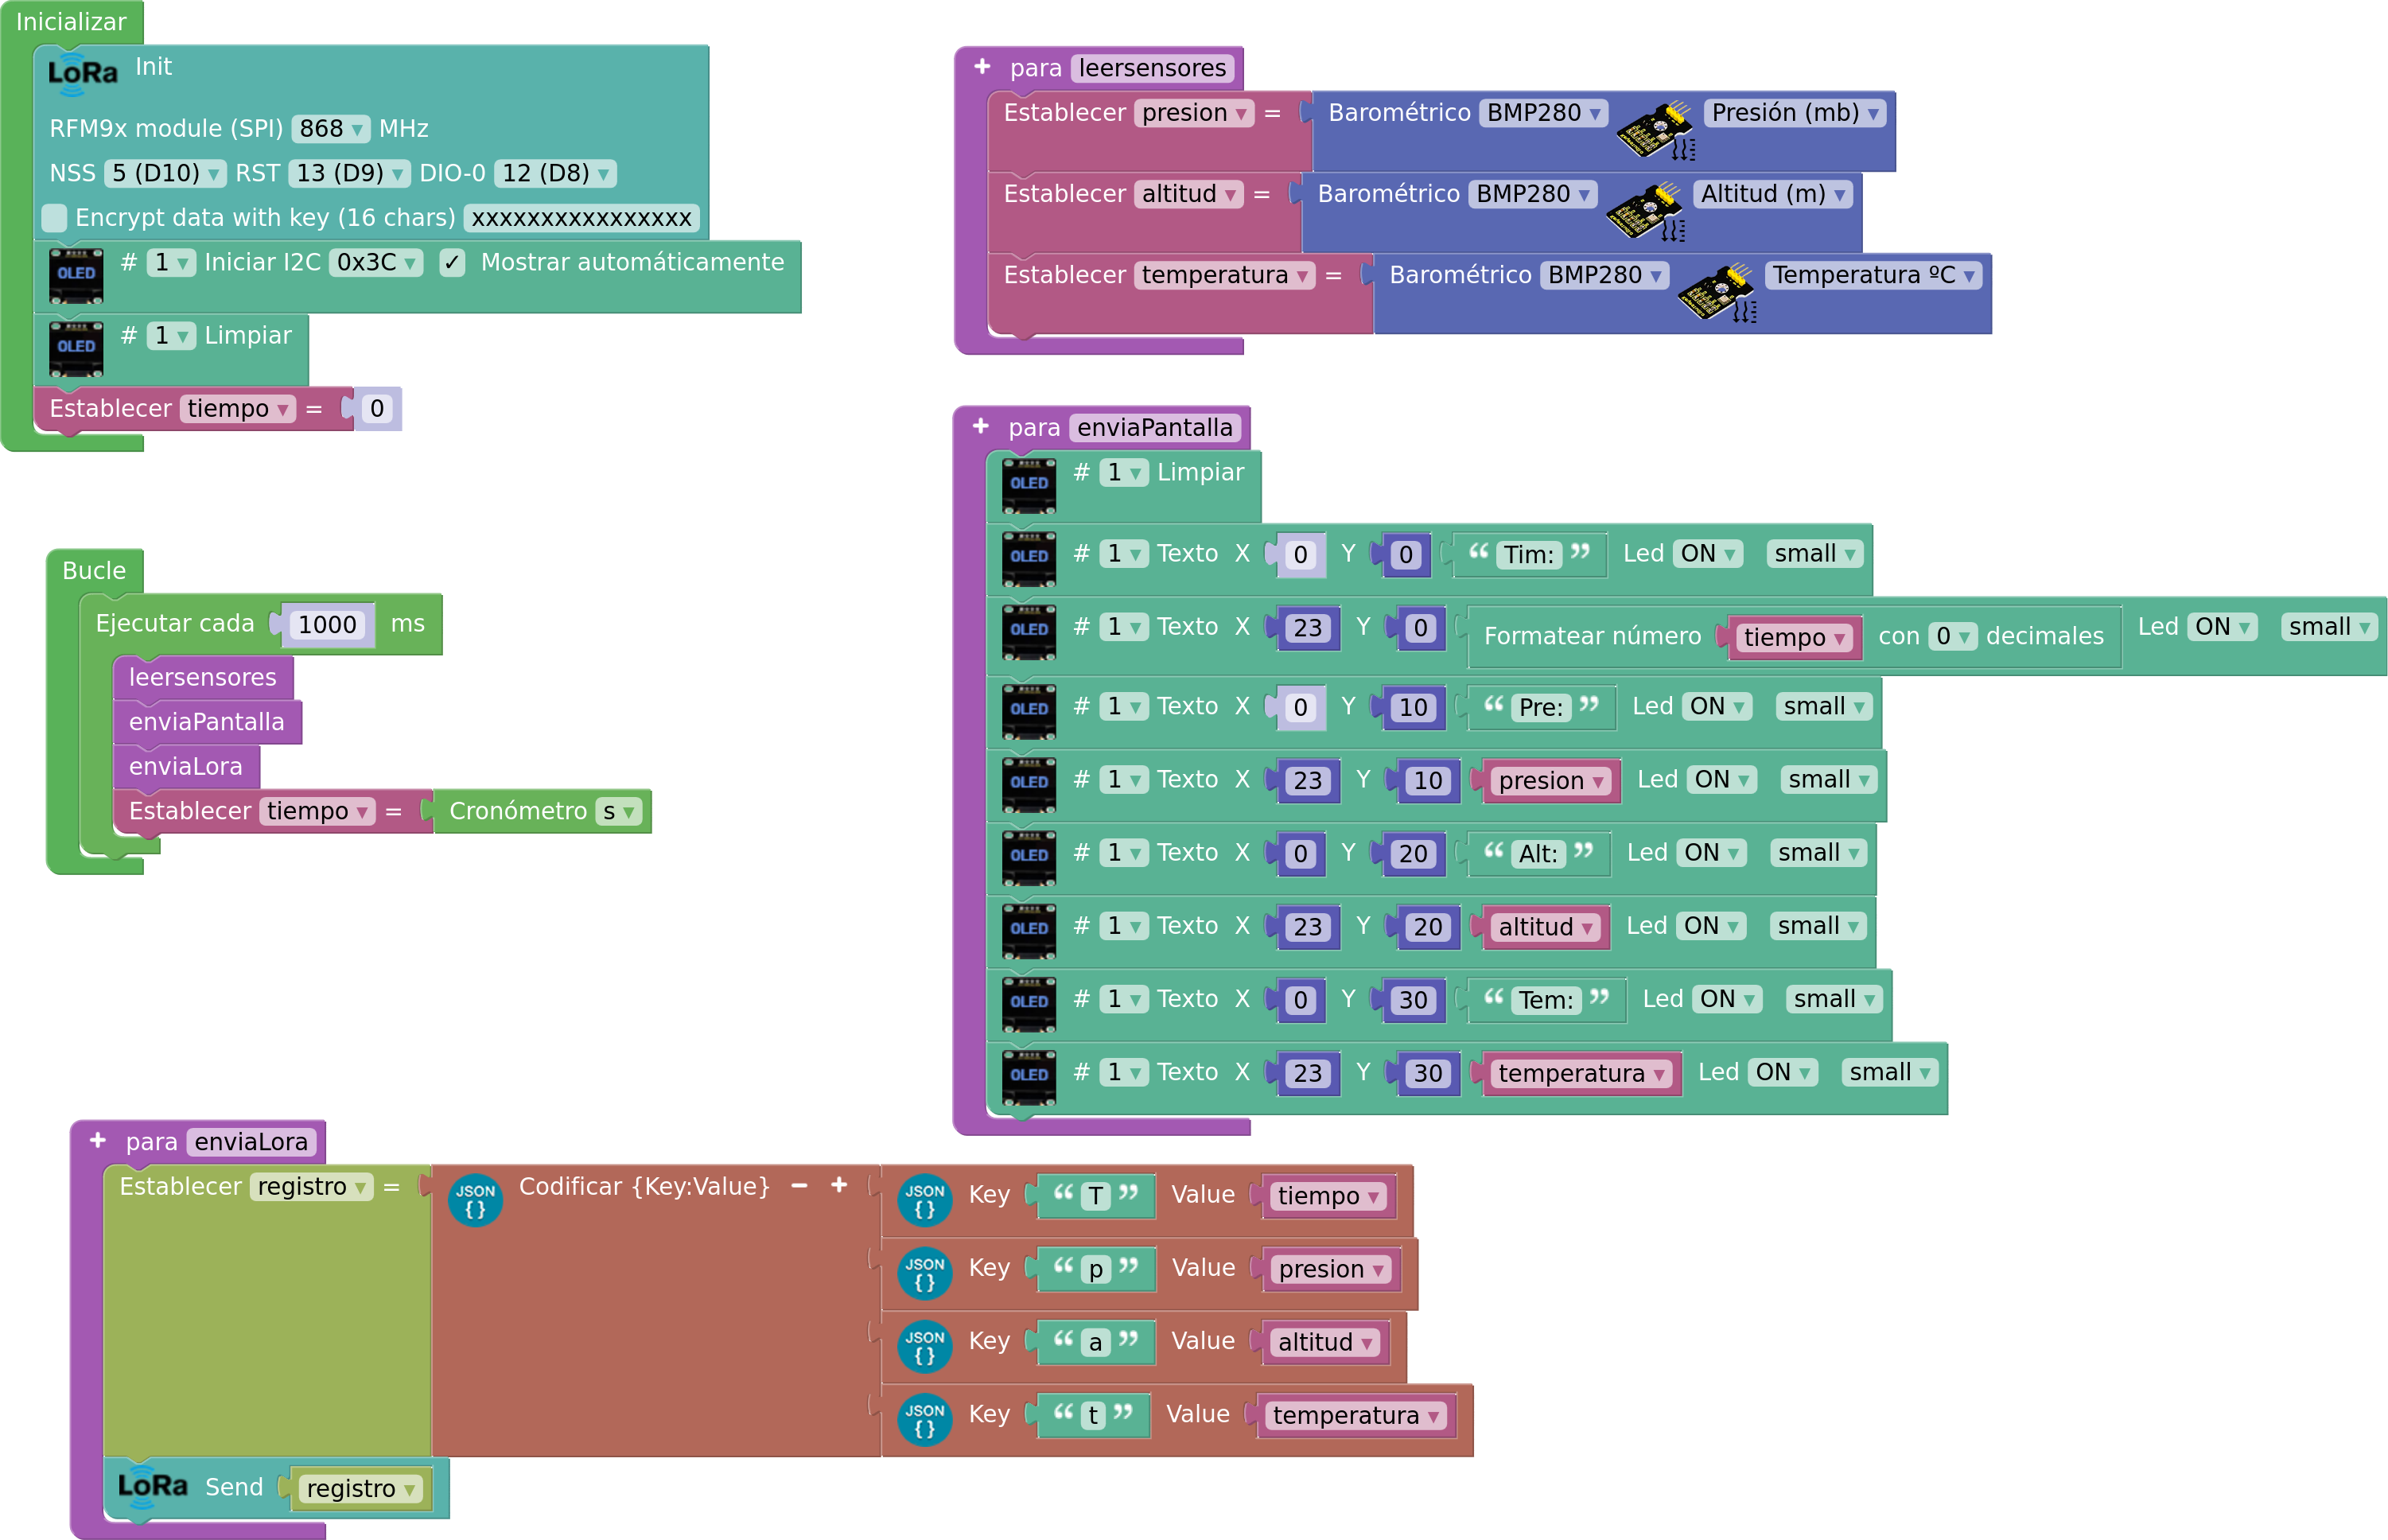 Inicializar
LoRa Init
RFM9x module (SPI) 868 MHz
NSS 5 (D10) RST 13 (D9) DIO-0 12 (D8)
Encrypt data with key (16 chars) xxxxxxxxxxxxxxxx
OLED # 1 Iniciar I2C 0x3C ✓ Mostrar automáticamente
OLED # 1 Limpiar
Establecer tiempo = 0
Bucle
Ejecutar cada 1000 ms
leersensores
enviaPantalla
enviaLora
Establecer tiempo = Cronómetro s
+ para leersensores
Establecer presion = Barométrico BMP280 Presión (mb)
Establecer altitud = Barométrico BMP280 Altitud (m)
Establecer temperatura = Barométrico BMP280 Temperatura ºC
+ para enviaPantalla
OLED # 1 Limpiar
OLED # 1 Texto X 0 Y 0 “ Tim: ” Led ON small
OLED # 1 Texto X 23 Y 0 Formatear número tiempo con 0 decimales Led ON small
OLED # 1 Texto X 0 Y 10 “ Pre: ” Led ON small
OLED # 1 Texto X 23 Y 10 presion Led ON small
OLED # 1 Texto X 0 Y 20 “ Alt: ” Led ON small
OLED # 1 Texto X 23 Y 20 altitud Led ON small
OLED # 1 Texto X 0 Y 30 “ Tem: ” Led ON small
OLED # 1 Texto X 23 Y 30 temperatura Led ON small
+ para enviaLora
Establecer registro = JSON { } Codificar {Key:Value} − + JSON { } Key “ T ” Value tiempo
JSON { } Key “ p ” Value presion
JSON { } Key “ a ” Value altitud
JSON { } Key “ t ” Value temperatura
LoRa Send registro